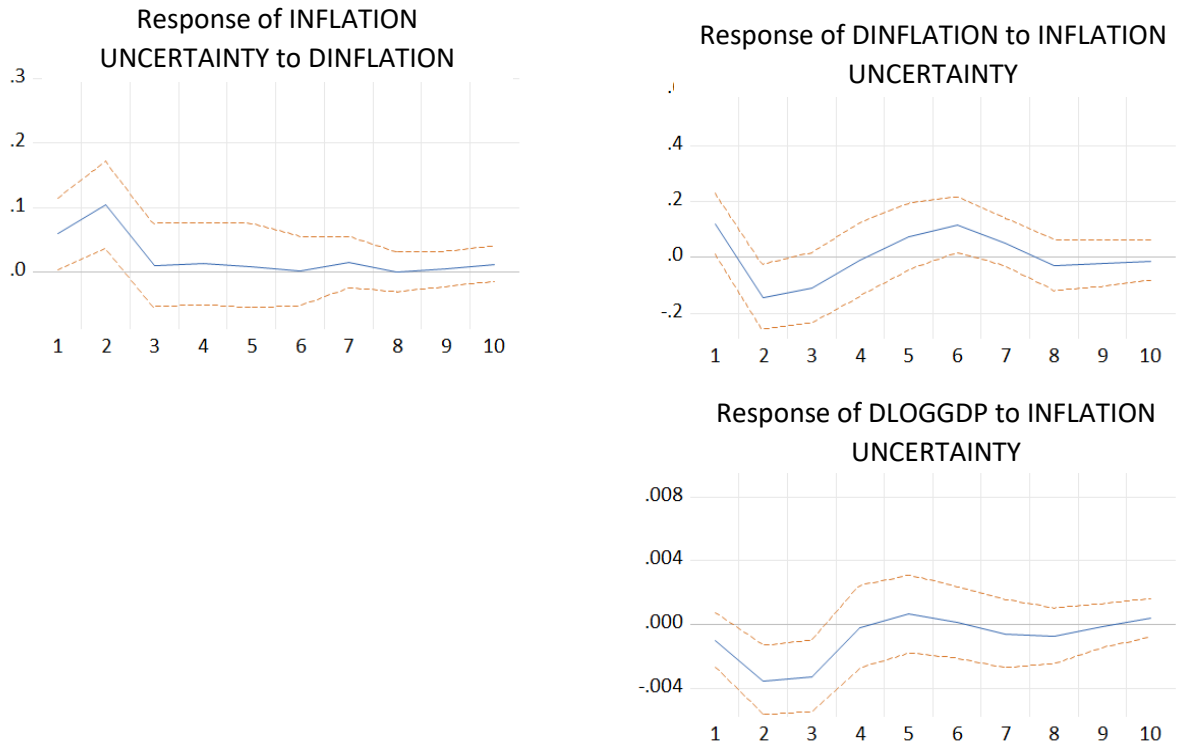 Response of INFLATION
UNCERTAINTY to DINFLATION
.3
.2
.1
.0
1 2 3 4 5 6 7 8 9 10
Response of DINFLATION to INFLATION
UNCERTAINTY
.4
.2
.0
-.2
1 2 3 4 5 6 7 8 9 10
Response of DLOGGDP to INFLATION
UNCERTAINTY
.008
.004
.000
-.004
1 2 3 4 5 6 7 8 9 10